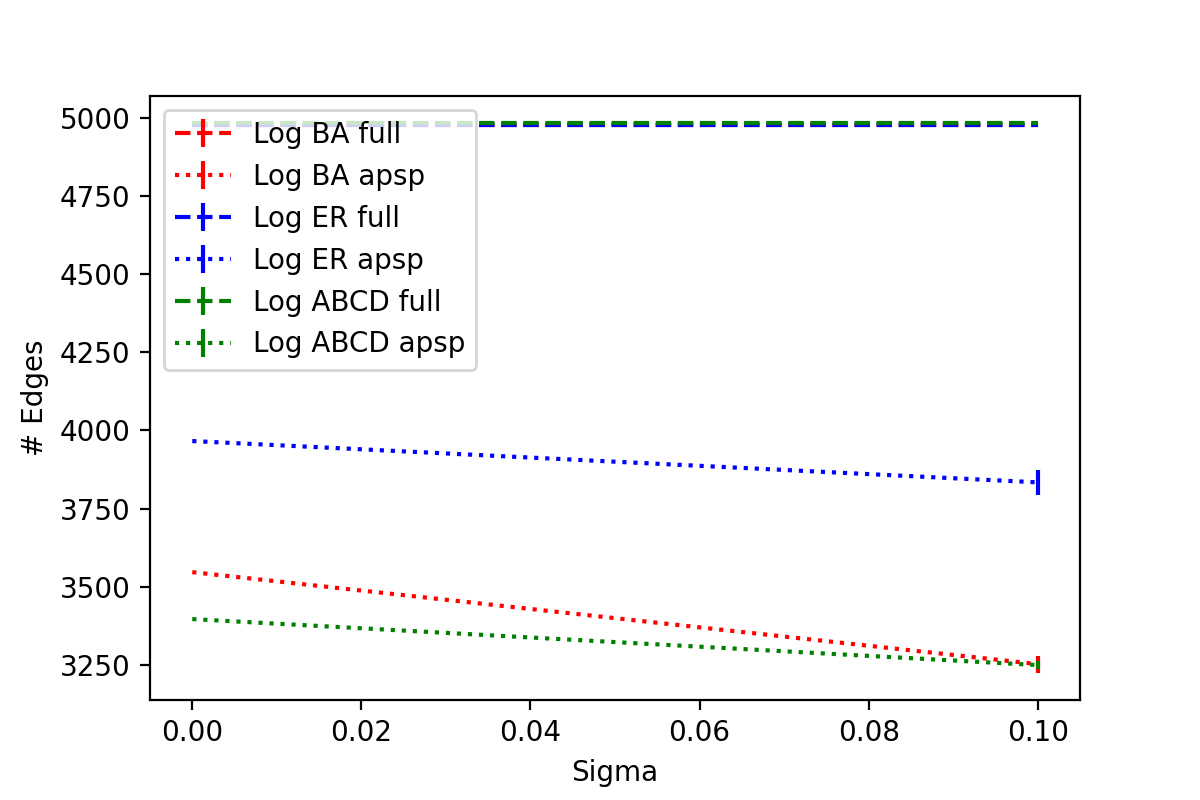 5000
4750
4500
4250
4000
3750
3500
3250
# Edges
Log BA full
Log BA apsp
Log ER full
Log ER apsp
Log ABCD full
Log ABCD apsp
0.00 0.02 0.04 0.06 0.08 0.10
Sigma